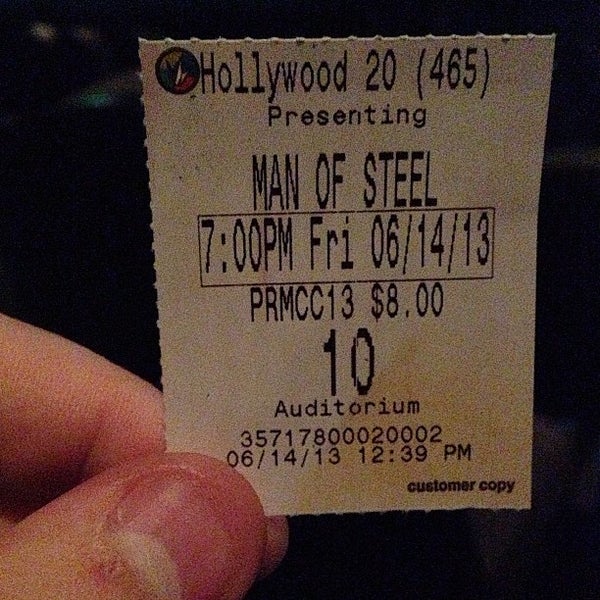 Hollywood 20 (465)
Presenting
MAN OF STEEL
7:00PM Fri 06/14/13
PRMCC13 $8.00
10
Auditorium
35717800020002
06/14/13 12:39 PM
customer copy